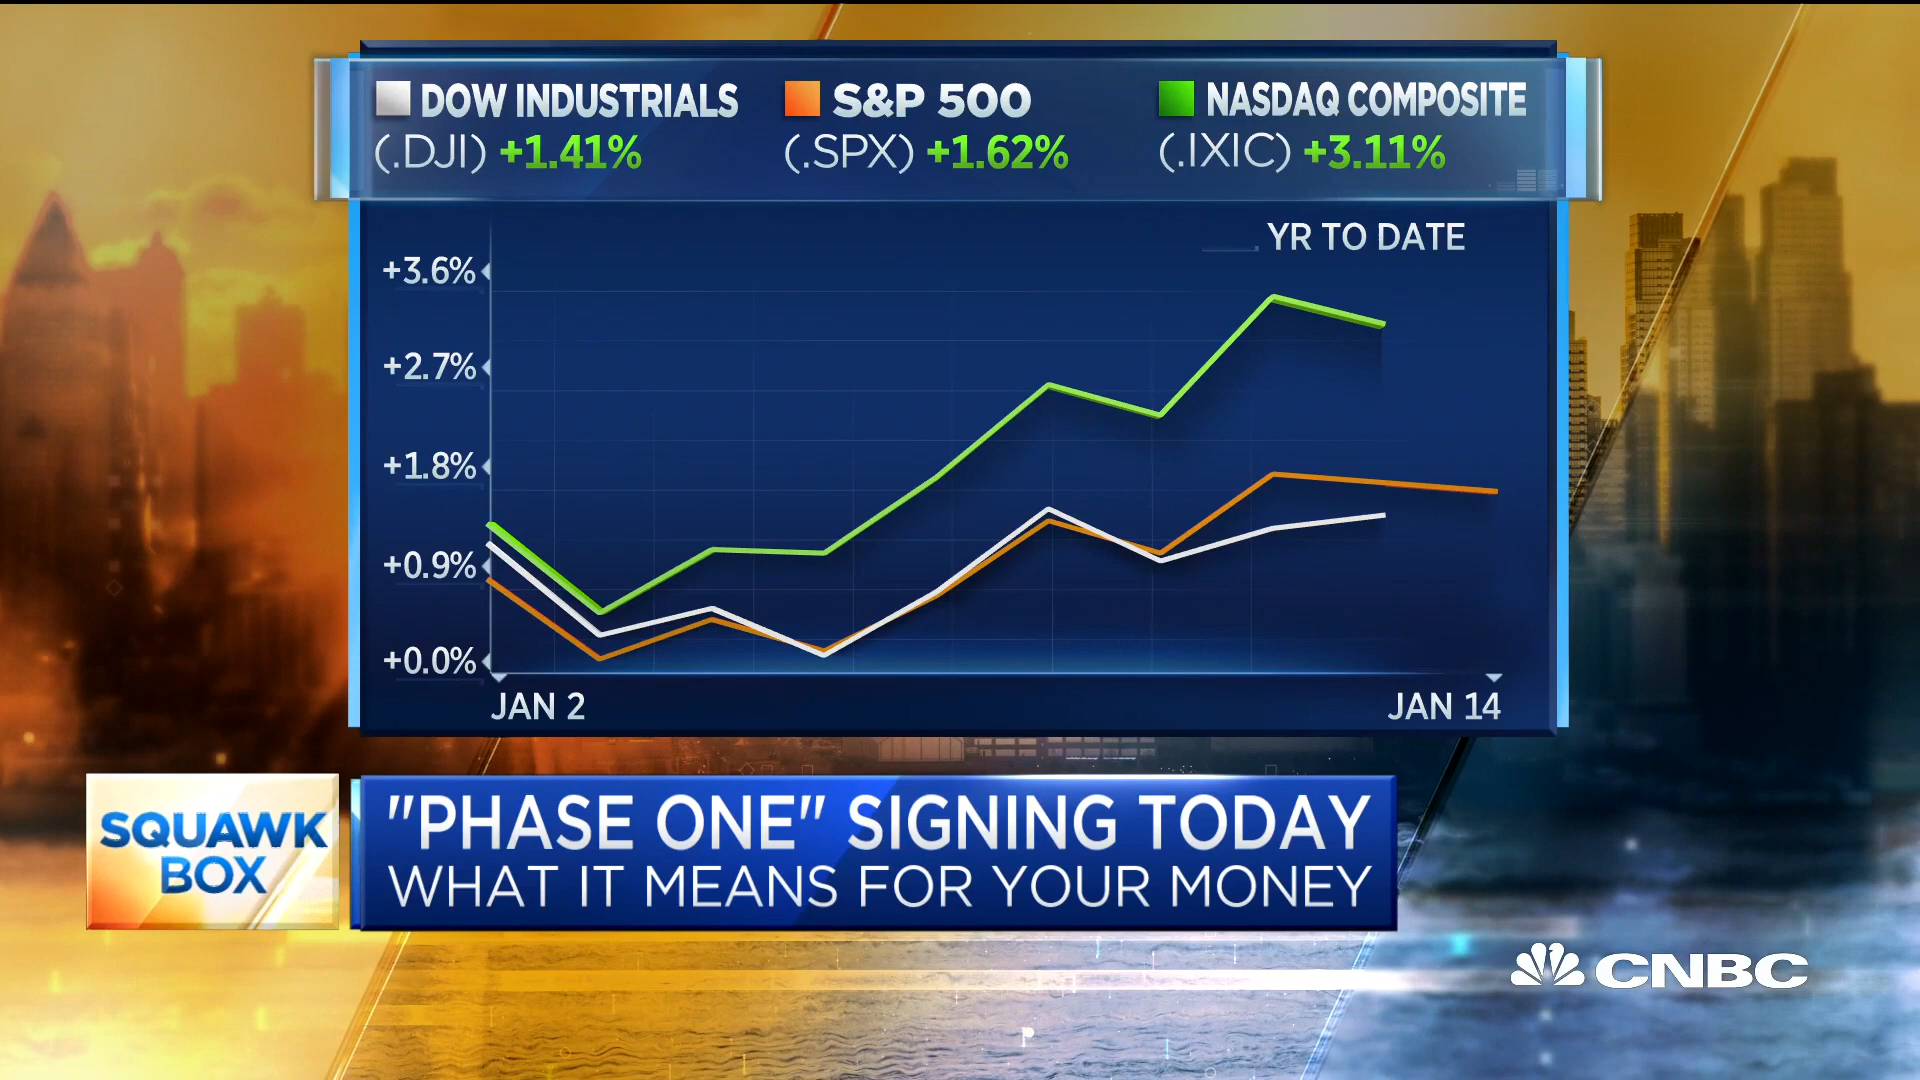 DOW INDUSTRIALS
(.DJI) +1.41%
S&P 500
(.SPX) +1.62%
NASDAQ COMPOSITE
(.IXIC) +3.11%
YR TO DATE
+3.6%
+2.7%
+1.8%
+0.9%
+0.0%
JAN 2
JAN 14
SQUAWK
BOX
"PHASE ONE" SIGNING TODAY
WHAT IT MEANS FOR YOUR MONEY
CNBC